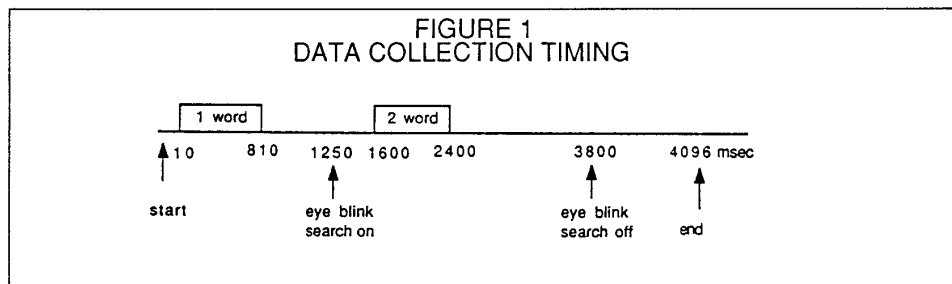 FIGURE 1
DATA COLLECTION TIMING
1 word 2 word
10 810 1250 1600 2400 3800 4096 msec
start eye blink eye blink end
search on search off